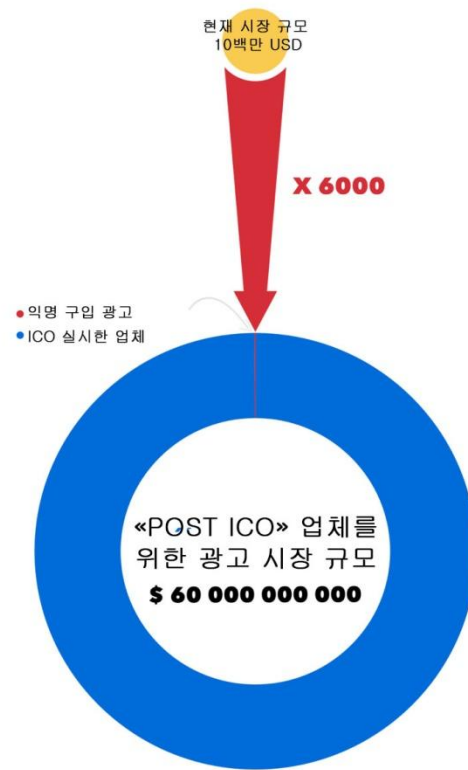 현재 시장 규모
10백만 USD
X 6000
익명 구입 광고
ICO 실시한 업체
«POST ICO» 업체를
위한 광고 시장 규모
$ 60 000 000 000